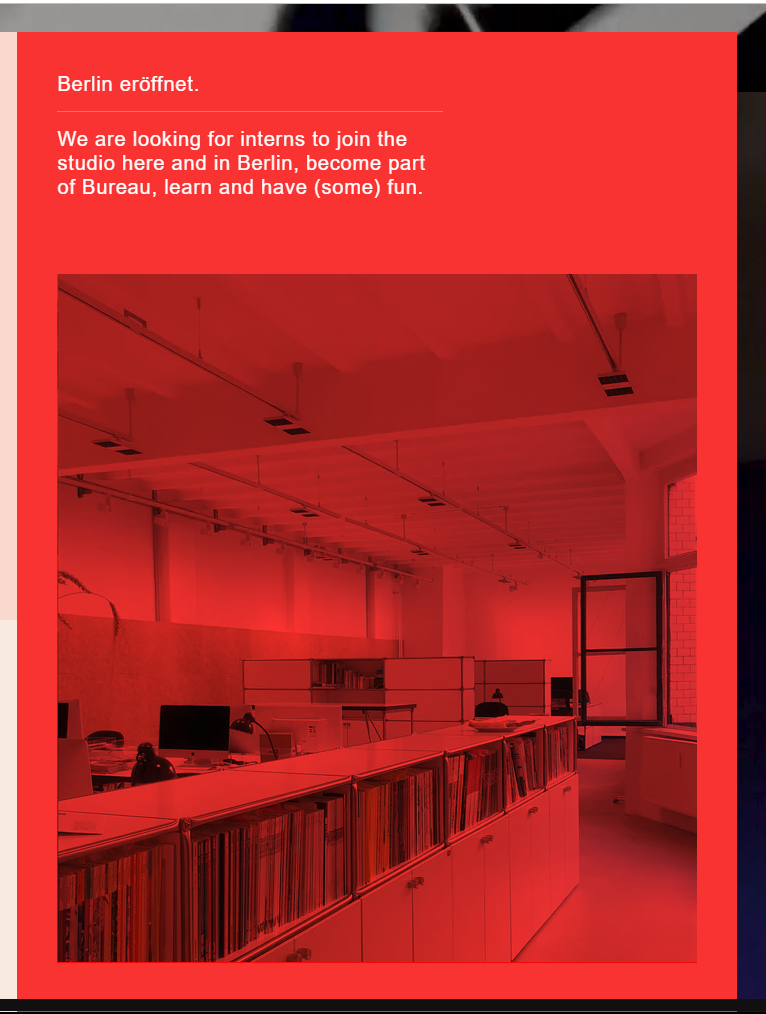 Berlin eröffnet.
We are looking for interns to join the
studio here and in Berlin, become part
of Bureau, learn and have (some) fun.